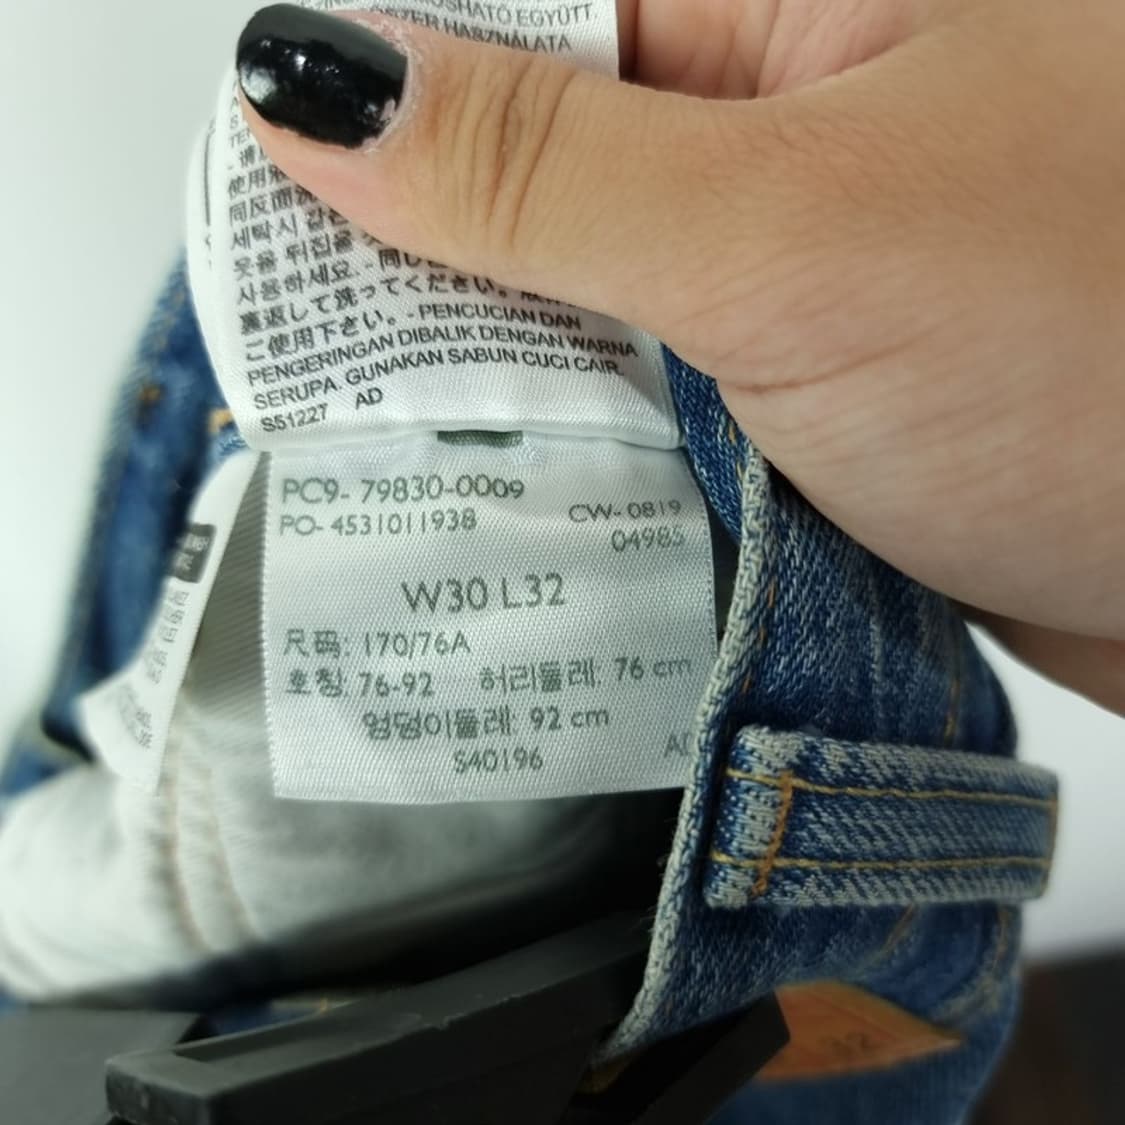 OSHATÓ EGYÜTT
HASZNÁLATA
使用
同反面洗
세탁시 같은
옷을 뒤집을
사용하세요. - 同じ
裏返して洗ってください。
ご使用下さい。- PENCUCIAN DAN
PENGERINGAN DIBALIK DENGAN WARNA
SERUPA. GUNAKAN SABUN CUCI CAIR.
S51227 AD
PC9- 79830-0009
PO- 4531011938 CW- 0819
04985
W30 L32
尺码: 170/76A
호칭 76-92 허리둘레 76 cm
엉덩이둘레 92 cm
S40196
32